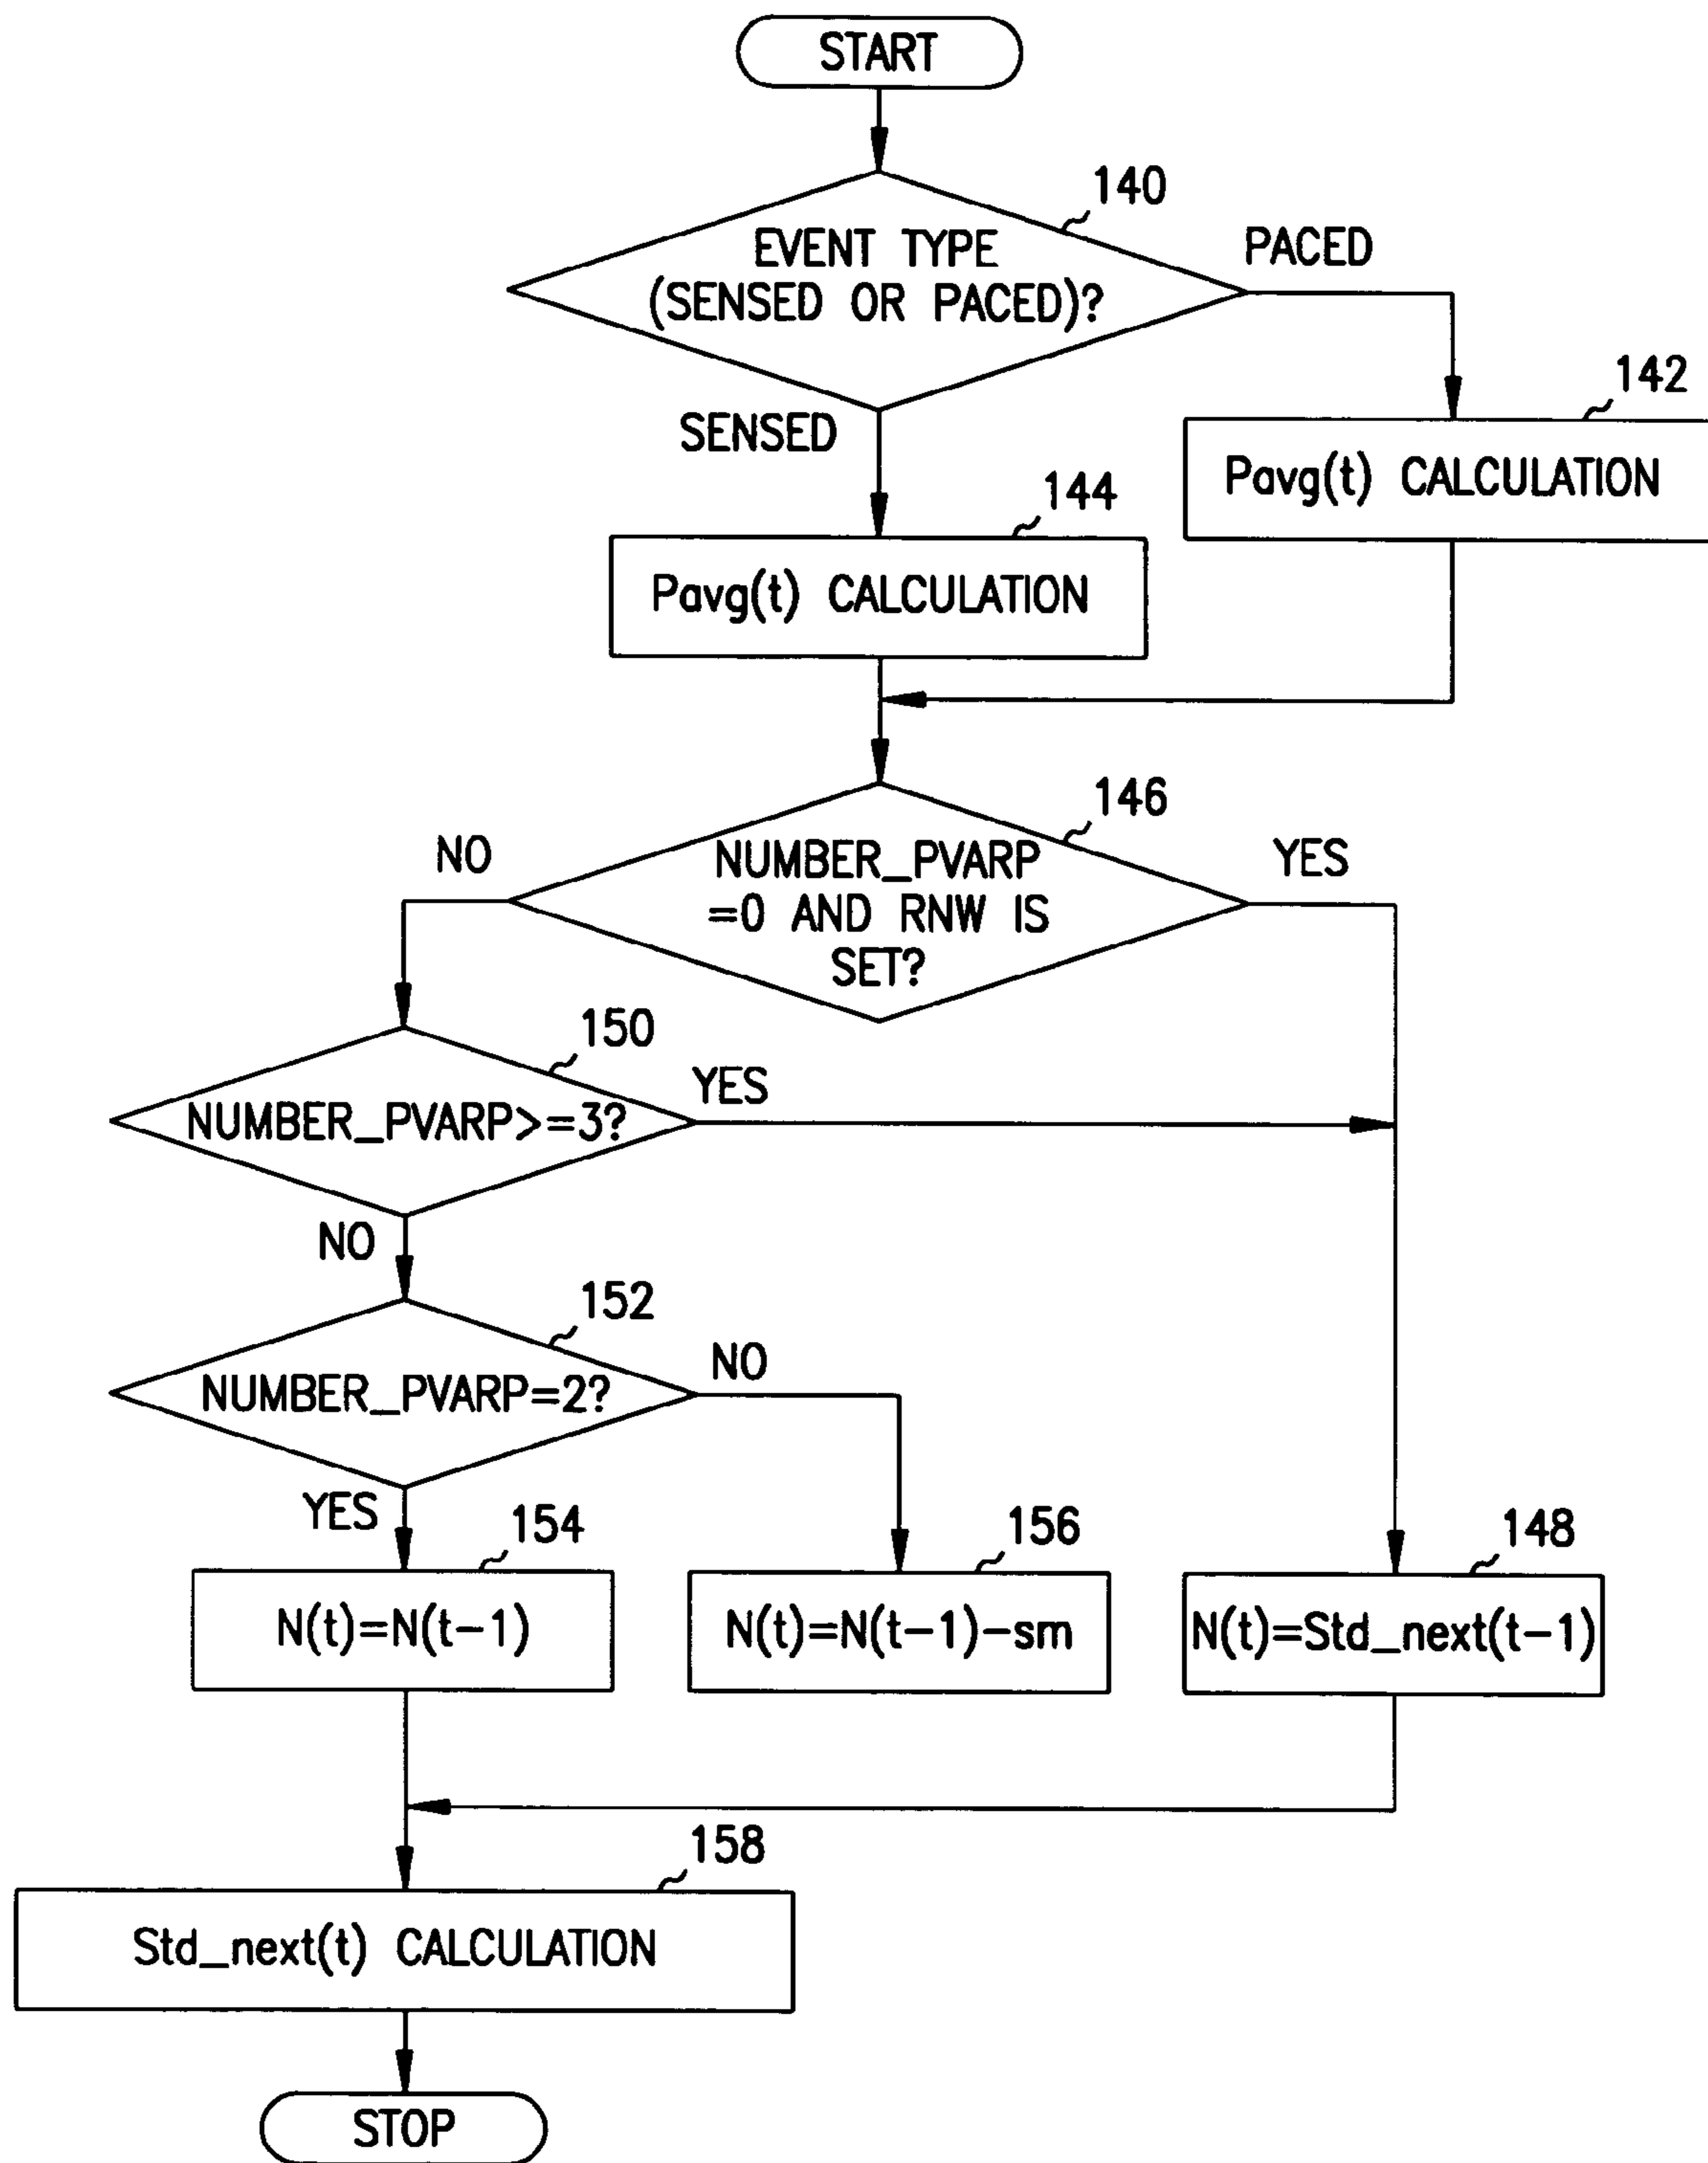 START
140
EVENT TYPE
(SENSED OR PACED)?
PACED
SENSED
142
Pavg(t) CALCULATION
144
Pavg(t) CALCULATION
146
NO
NUMBER_PVARP
=0 AND RNW IS
SET?
YES
150
NUMBER_PVARP>=3?
YES
NO
152
NUMBER_PVARP=2?
NO
YES
154
N(t)=N(t-1)
156
N(t)=N(t-1)-sm
148
N(t)=Std_next(t-1)
158
Std_next(t) CALCULATION
STOP